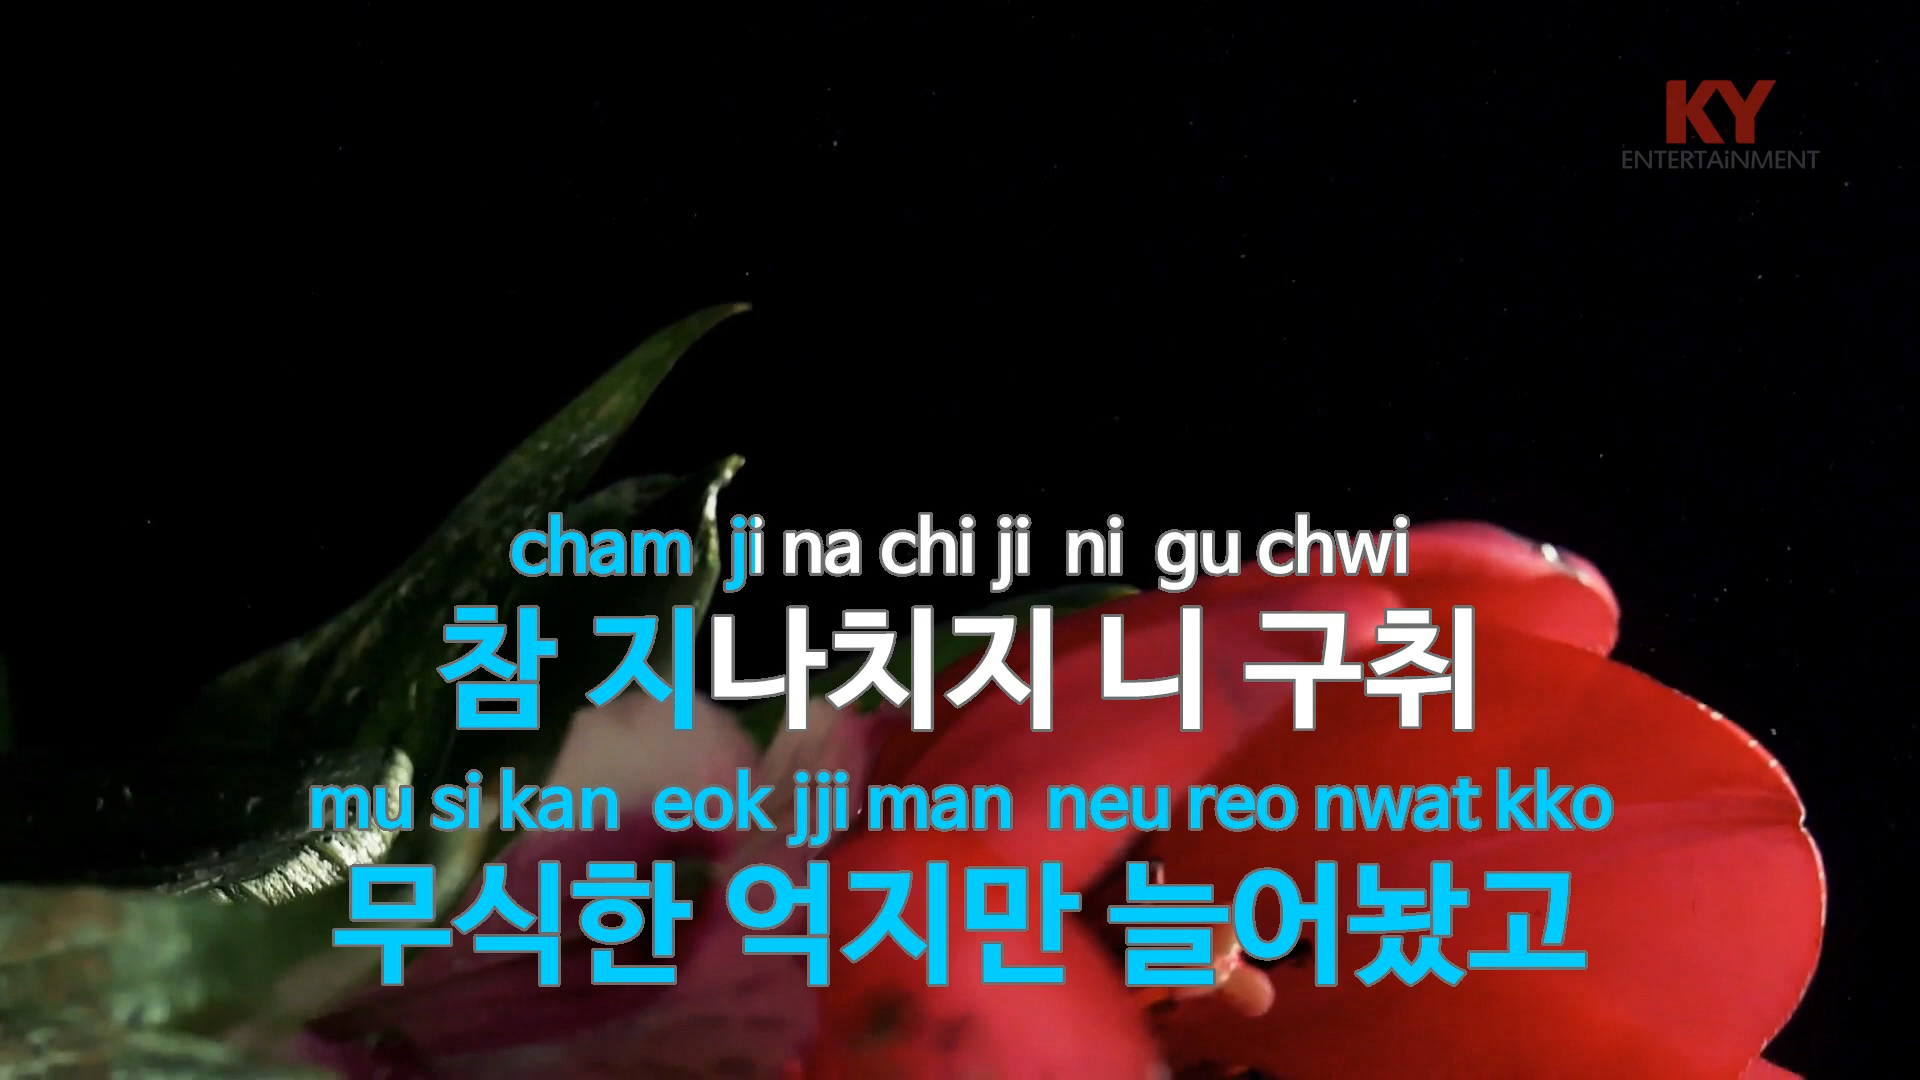 KY
ENTERTAiNMENT
cham ji na chi ji ni gu chwi
참 지나치지 니 구취
mu si kan eok jji man neu reo nwat kko
무식한 억지만 늘어놨고